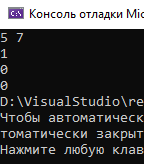 Консоль отладки Mic
5 7
1
0
0
D:\VisualStudio\re
Чтобы автоматическ
томатически закрыт
Нажмите любую клав